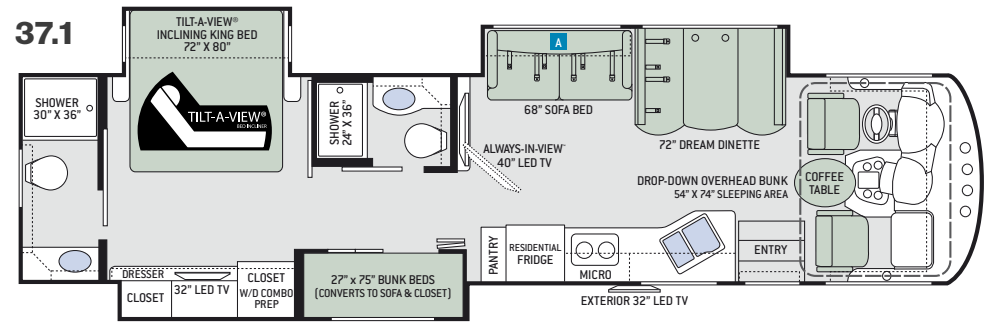 37.1
TILT-A-VIEW®
INCLINING KING BED
72" X 80"
SHOWER
30" X 36"
TILT-A-VIEW®
BED INCLINER
SHOWER
24" X 36"
A
68" SOFA BED
72" DREAM DINETTE
ALWAYS-IN-VIEW™
40" LED TV
DROP-DOWN OVERHEAD BUNK
54" X 74" SLEEPING AREA
COFFEE
TABLE
PANTRY
RESIDENTIAL
FRIDGE
MICRO
ENTRY
EXTERIOR 32" LED TV
DRESSER
CLOSET
32" LED TV
CLOSET
W/D COMBO
PREP
27" x 75" BUNK BEDS
(CONVERTS TO SOFA & CLOSET)